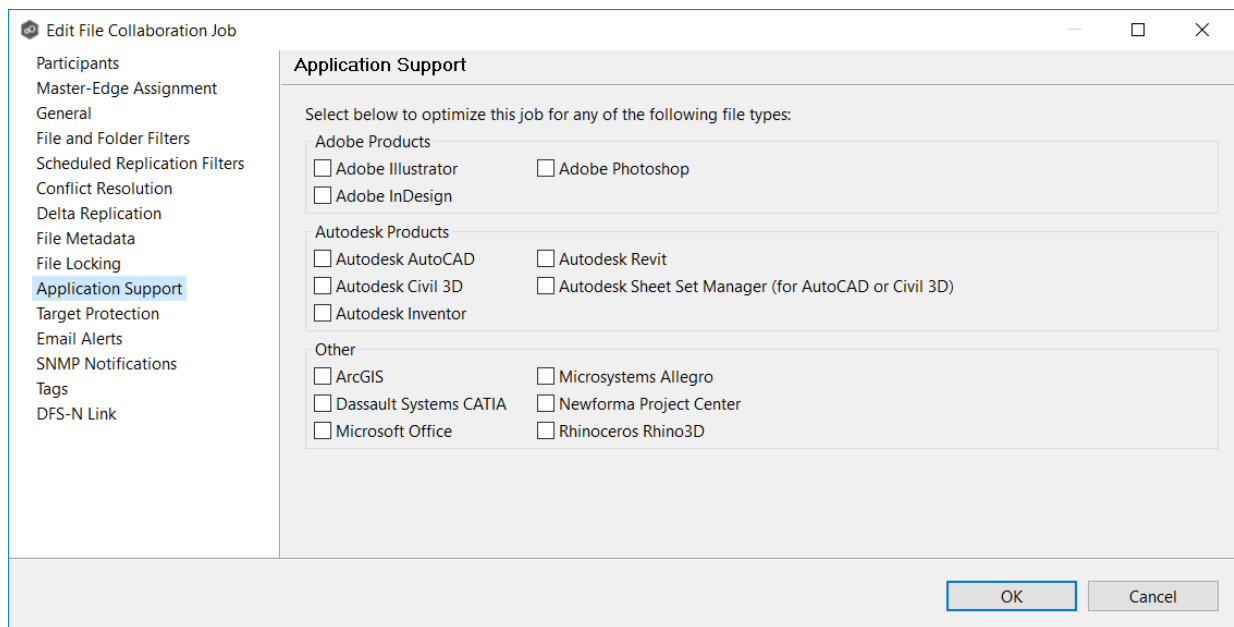 Edit File Collaboration Job
Participants
Master-Edge Assignment
General
File and Folder Filters
Scheduled Replication Filters
Conflict Resolution
Delta Replication
File Metadata
File Locking
Application Support
Target Protection
Email Alerts
SNMP Notifications
Tags
DFS-N Link
Application Support
Select below to optimize this job for any of the following file types:
Adobe Products
Adobe Illustrator
Adobe Photoshop
Adobe InDesign
Autodesk Products
Autodesk AutoCAD
Autodesk Revit
Autodesk Civil 3D
Autodesk Sheet Set Manager (for AutoCAD or Civil 3D)
Autodesk Inventor
Other
ArcGIS
Microsystems Allegro
Dassault Systems CATIA
Newforma Project Center
Microsoft Office
Rhinoceros Rhino3D
OK
Cancel